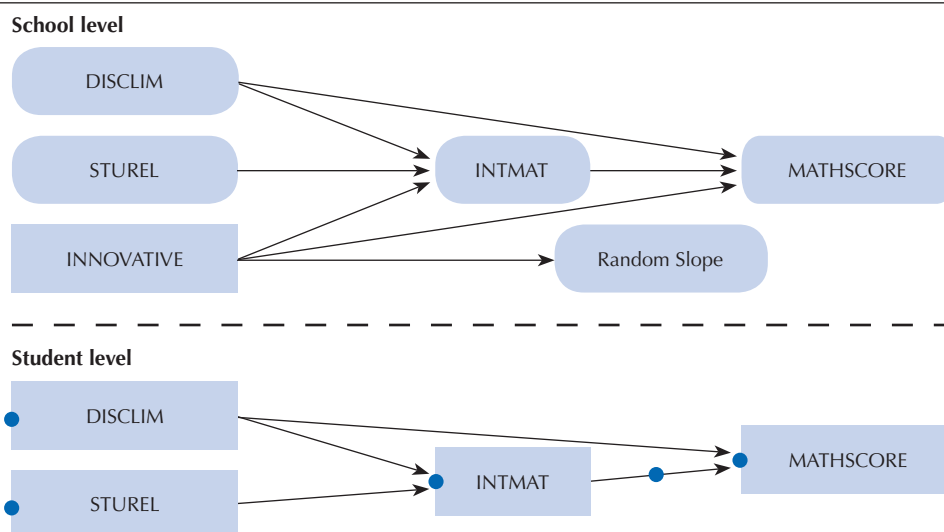 School level
DISCLIM
STUREL
INTMAT
MATHSCORE
INNOVATIVE
Random Slope
Student level
DISCLIM
MATHSCORE
INTMAT
STUREL